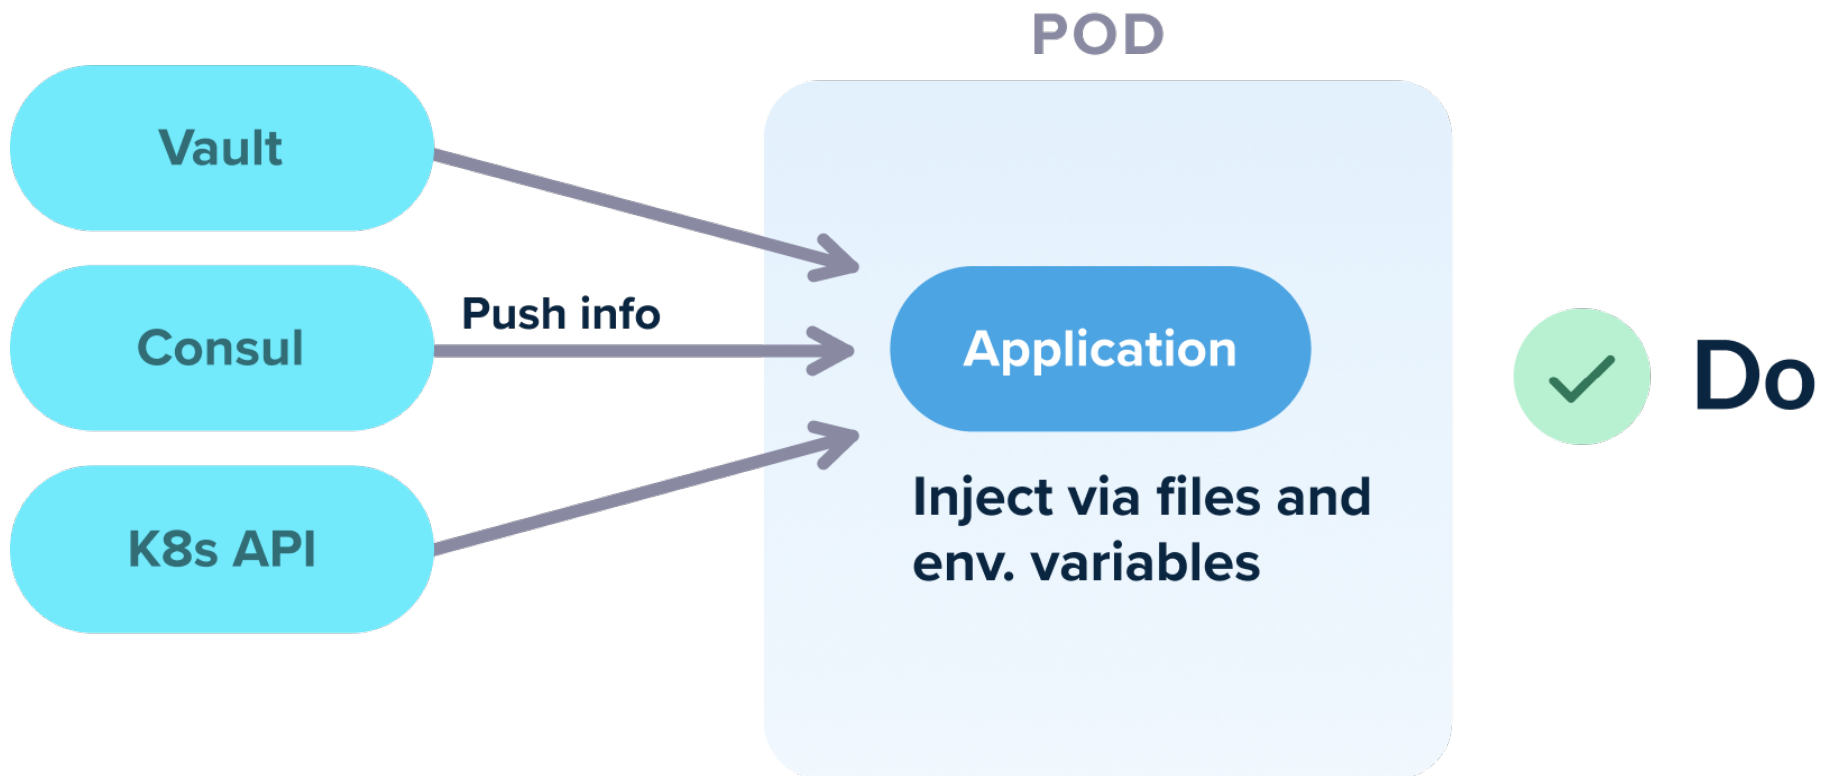 POD
Vault
Consul
K8s API
Push info
Application
Inject via files and
env. variables
Do